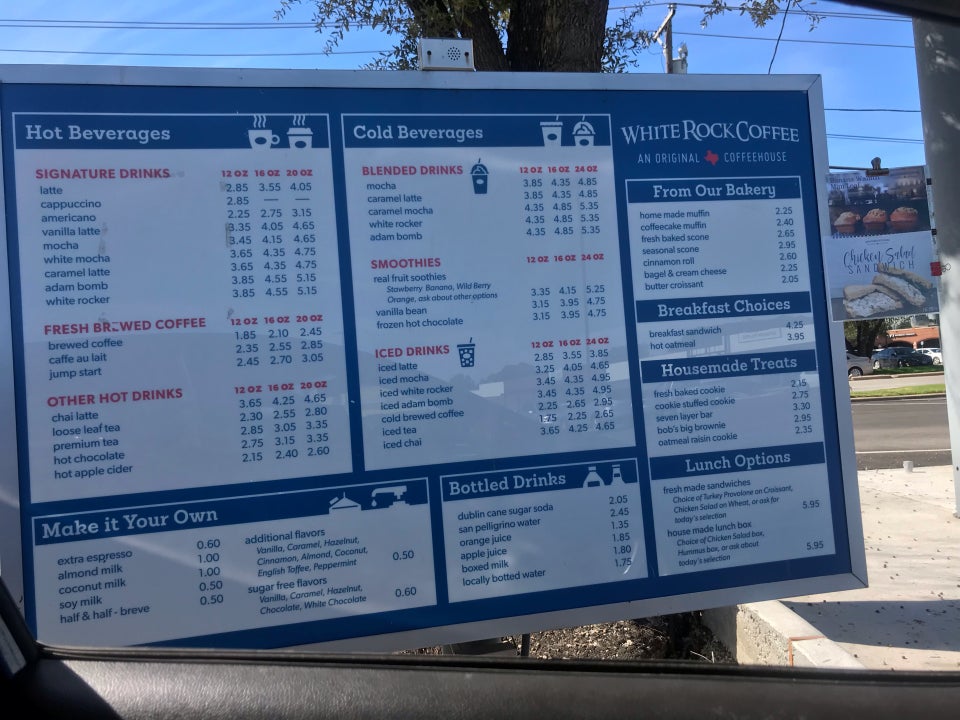 WHITE ROCK COFFEE
AN ORIGINAL COFFEEHOUSE
Hot Beverages
SIGNATURE DRINKS 12 OZ 16 OZ 20 OZ
latte 2.85 3.55 4.05
cappuccino 2.85 — —
americano 2.25 2.75 3.15
vanilla latte 3.35 4.05 4.65
mocha 3.45 4.15 4.65
white mocha 3.65 4.35 4.75
caramel latte 3.65 4.35 4.75
adam bomb 3.85 4.55 5.15
white rocker 3.85 4.55 5.15
FRESH BREWED COFFEE 12 OZ 16 OZ 20 OZ
brewed coffee 1.85 2.10 2.45
caffe au lait 2.35 2.55 2.85
jump start 2.45 2.70 3.05
OTHER HOT DRINKS 12 OZ 16 OZ 20 OZ
chai latte 3.65 4.25 4.65
loose leaf tea 2.30 2.55 2.80
premium tea 2.85 3.05 3.35
hot chocolate 2.75 3.15 3.35
hot apple cider 2.15 2.40 2.60
Cold Beverages
BLENDED DRINKS 12 OZ 16 OZ 24 OZ
mocha 3.85 4.35 4.85
caramel latte 3.85 4.35 4.85
caramel mocha 4.35 4.85 5.35
white rocker 4.35 4.85 5.35
adam bomb 4.35 4.85 5.35
SMOOTHIES 12 OZ 16 OZ 24 OZ
real fruit soothies
Stawberry Banana, Wild Berry
Orange, ask about other options 3.35 4.15 5.25
vanilla bean 3.15 3.95 4.75
frozen hot chocolate 3.15 3.95 4.75
ICED DRINKS 12 OZ 16 OZ 24 OZ
iced latte 2.85 3.55 3.85
iced mocha 3.25 4.05 4.65
iced white rocker 3.45 4.35 4.95
iced adam bomb 3.45 4.35 4.95
cold brewed coffee 2.25 2.65 2.95
iced tea 1.75 2.25 2.65
iced chai 3.65 4.25 4.65
From Our Bakery
home made muffin 2.25
coffeecake muffin 2.40
fresh baked scone 2.65
seasonal scone 2.95
cinnamon roll 2.60
bagel & cream cheese 2.25
butter croissant 2.05
Breakfast Choices
breakfast sandwich 4.25
hot oatmeal 3.95
Housemade Treats
fresh baked cookie 2.15
cookie stuffed cookie 2.75
seven layer bar 3.30
bob's big brownie 2.95
oatmeal raisin cookie 2.35
Lunch Options
fresh made sandwiches
Choice of Turkey Provolone on Croissant,
Chicken Salad on Wheat, or ask for
today's selection 5.95
house made lunch box
Choice of Chicken Salad box,
Hummus box, or ask about
today's selection 5.95
Make it Your Own
extra espresso 0.60
almond milk 1.00
coconut milk 1.00
soy milk 0.50
half & half - breve 0.50
additional flavors
Vanilla, Caramel, Hazelnut,
Cinnamon, Almond, Coconut,
English Toffee, Peppermint 0.50
sugar free flavors
Vanilla, Caramel, Hazelnut,
Chocolate, White Chocolate 0.60
Bottled Drinks
dublin cane sugar soda 2.05
san pelligrino water 2.45
orange juice 1.35
apple juice 1.85
boxed milk 1.80
locally botted water 1.75
Banana Walnut
Chicken Salad
SANDWICH